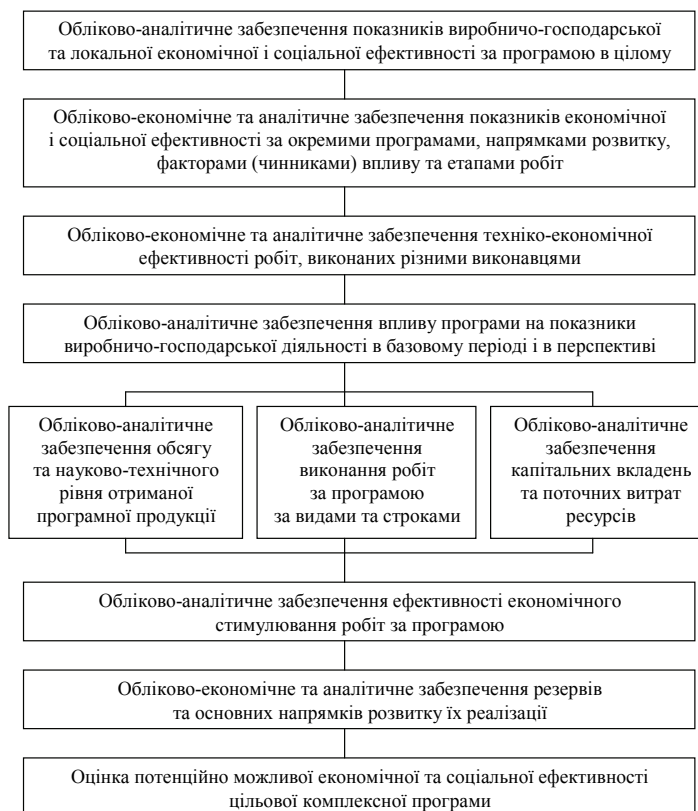 Обліково-аналітичне забезпечення показників виробничо-господарської
та локальної економічної і соціальної ефективності за програмою в цілому
Обліково-економічне та аналітичне забезпечення показників економічної
і соціальної ефективності за окремими програмами, напрямками розвитку,
факторами (чинниками) впливу та етапами робіт
Обліково-економічне та аналітичне забезпечення техніко-економічної
ефективності робіт, виконаних різними виконавцями
Обліково-аналітичне забезпечення впливу програми на показники
виробничо-господарської діяльності в базовому періоді і в перспективі
Обліково-аналітичне
забезпечення обсягу
та науково-технічного
рівня отриманої
програмної продукції
Обліково-аналітичне
забезпечення
виконання робіт
за програмою
за видами та строками
Обліково-аналітичне
забезпечення
капітальних вкладень
та поточних витрат
ресурсів
Обліково-аналітичне забезпечення ефективності економічного
стимулювання робіт за програмою
Обліково-економічне та аналітичне забезпечення резервів
та основних напрямків розвитку їх реалізації
Оцінка потенційно можливої економічної та соціальної ефективності
цільової комплексної програми